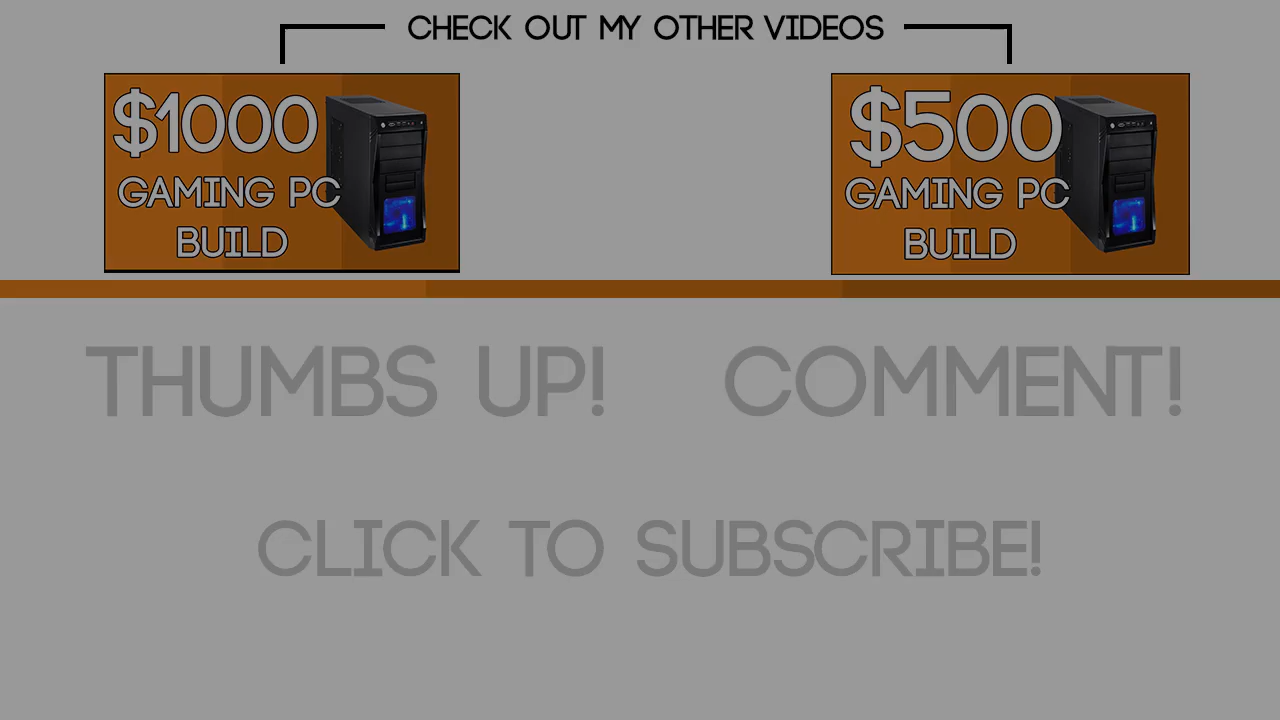 CHECK OUT MY OTHER VIDEOS
$1000
GAMING PC
BUILD
$500
GAMING PC
BUILD
THUMBS UP!
COMMENT!
CLICK TO SUBSCRIBE!